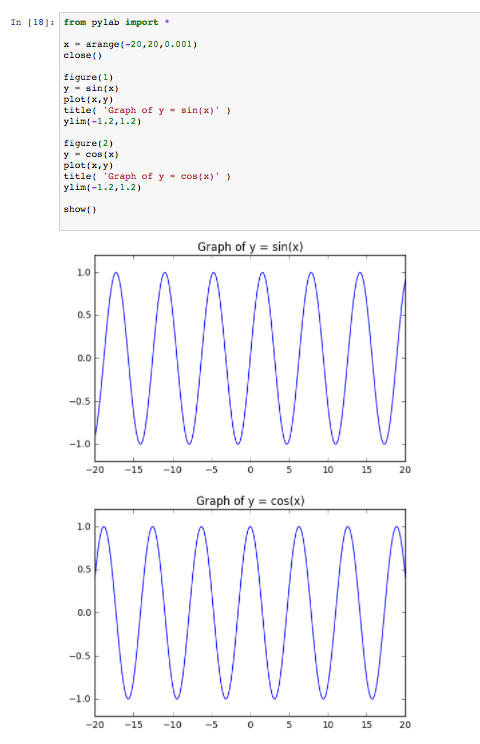 In [18]: from pylab import *
x = arange(-20,20,0.001)
close()
figure(1)
y = sin(x)
plot(x,y)
title( 'Graph of y = sin(x)' )
ylim(-1.2,1.2)
figure(2)
y = cos(x)
plot(x,y)
title( 'Graph of y = cos(x)' )
ylim(-1.2,1.2)
show()
Graph of y = sin(x)
1.0
0.5
0.0
−0.5
−1.0
−20 −15 −10 −5 0 5 10 15 20
Graph of y = cos(x)
1.0
0.5
0.0
−0.5
−1.0
−20 −15 −10 −5 0 5 10 15 20